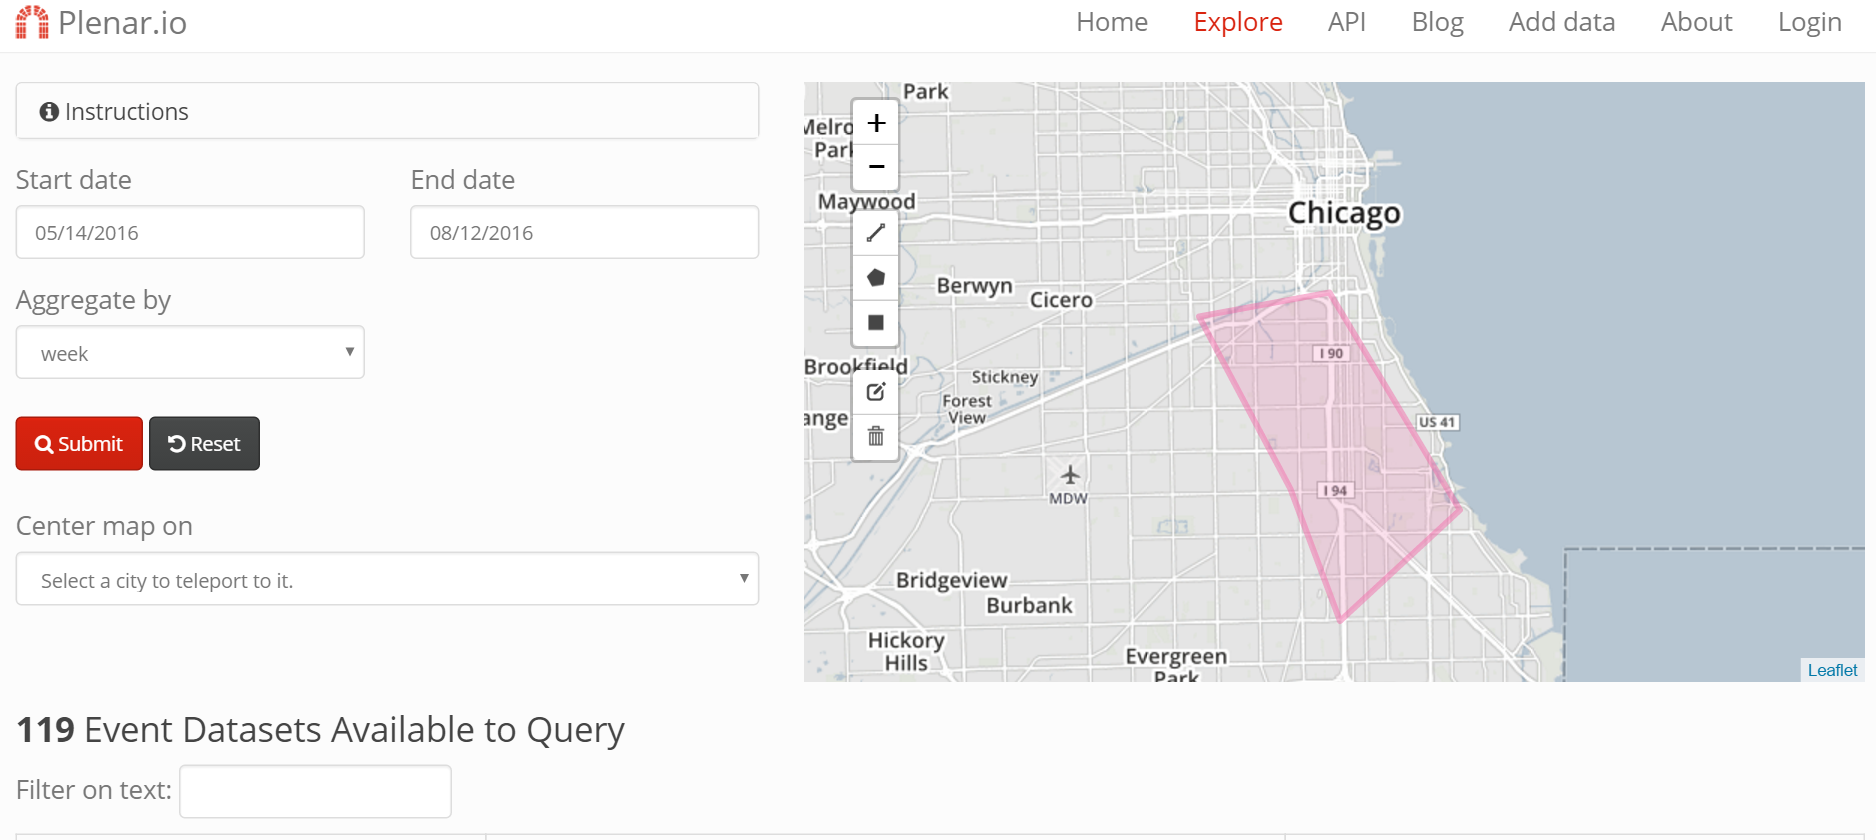 Plenar.io
Home Explore API Blog Add data About Login
Instructions
Start date
End date
05/14/2016
08/12/2016
Aggregate by
week
Submit
Reset
Center map on
Select a city to teleport to it.
+
−
Park
Melro
Park
Maywood
Chicago
Berwyn
Cicero
Brookfield
Stickney
I 90
Forest
View
ange
US 41
MDW
I 94
Bridgeview
Burbank
Hickory
Hills
Evergreen
Park
Leaflet
119 Event Datasets Available to Query
Filter on text: